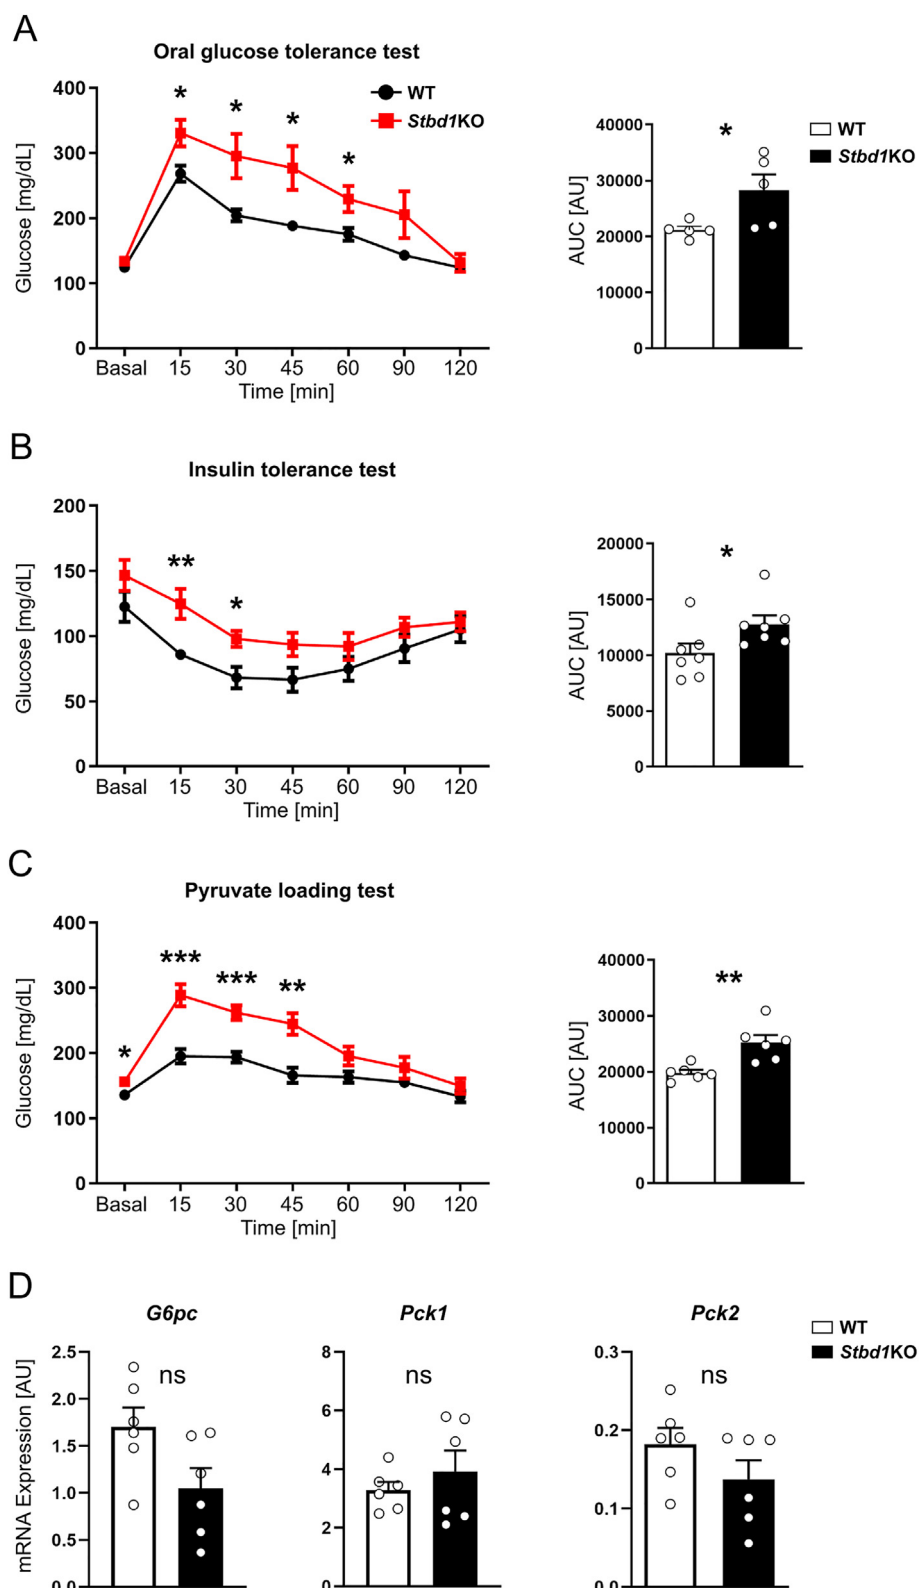 A
Oral glucose tolerance test
400
300
200
100
0
Glucose [mg/dL]
* * * *
WT
Stbd1KO
Basal 15 30 45 60 90 120
Time [min]
40000
30000
20000
10000
0
AUC [AU]
*
WT
Stbd1KO
B
Insulin tolerance test
200
150
100
50
0
Glucose [mg/dL]
** *
Basal 15 30 45 60 90 120
Time [min]
20000
15000
10000
5000
0
AUC [AU]
*
C
Pyruvate loading test
400
300
200
100
0
Glucose [mg/dL]
* *** *** **
Basal 15 30 45 60 90 120
Time [min]
40000
30000
20000
10000
0
AUC [AU]
**
D
G6pc
2.5
2.0
1.5
1.0
0.5
0.0
mRNA Expression [AU]
ns
Pck1
8
6
4
2
0
ns
Pck2
0.3
0.2
0.1
0.0
ns
WT
Stbd1KO